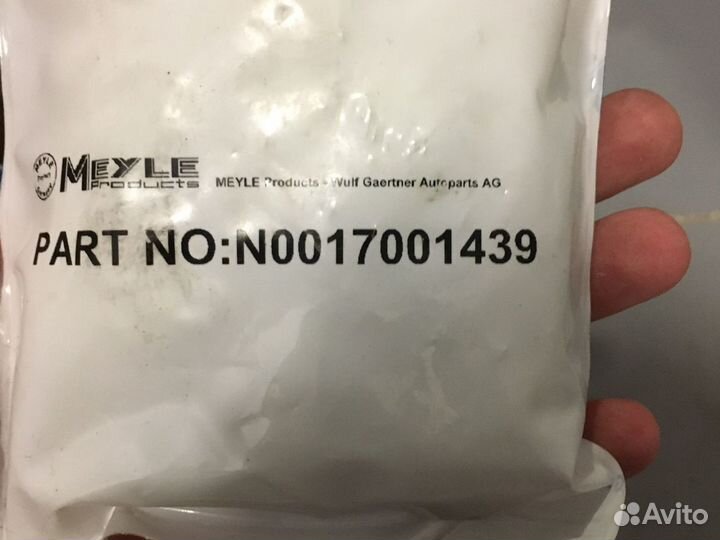 MEYLE
Products
MEYLE Products - Wulf Gaertner Autoparts AG
PART NO:N0017001439
Avito